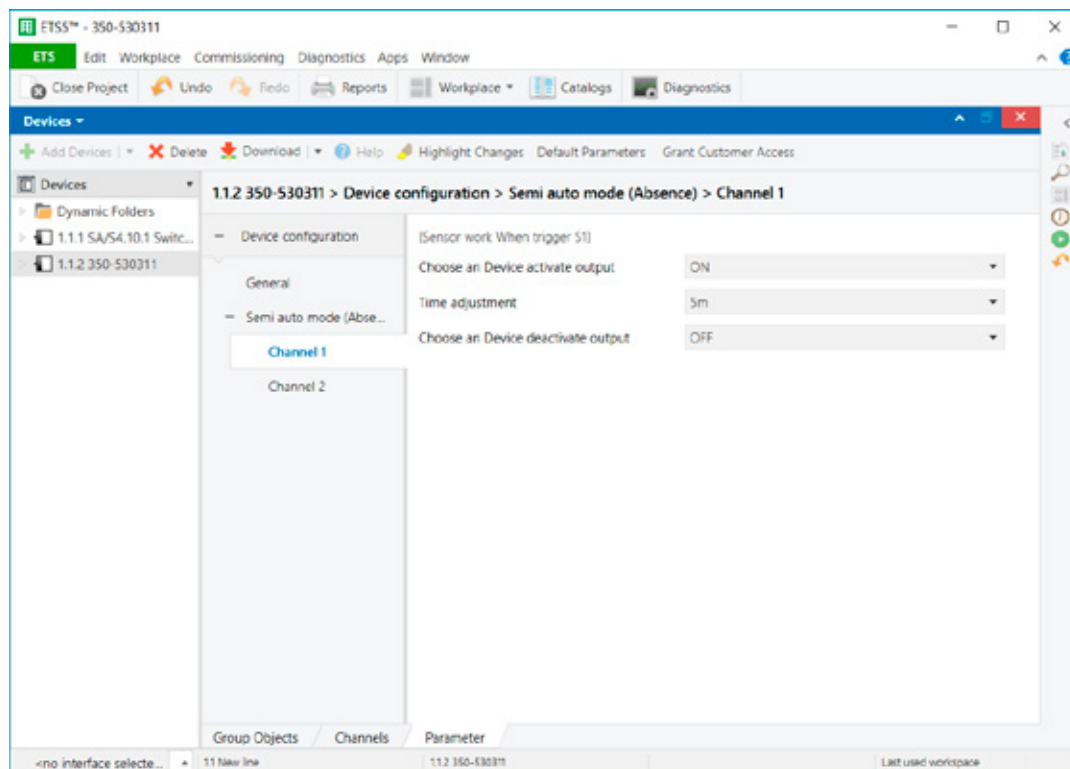 ETS5™ - 350-530311
ETS Edit Workplace Commissioning Diagnostics Apps Window
Close Project Undo Redo Reports Workplace Catalogs Diagnostics
Devices
Add Devices Delete Download Help Highlight Changes Default Parameters Grant Customer Access
Devices
Dynamic Folders
1.1.1 SA/S4.10.1 Switc...
1.1.2 350-530311
1.1.2 350-530311 > Device configuration > Semi auto mode (Absence) > Channel 1
Device configuration
General
Semi auto mode (Abse...
Channel 1
Channel 2
[Sensor work When trigger S1]
Choose an Device activate output ON
Time adjustment 5m
Choose an Device deactivate output OFF
Group Objects Channels Parameter
<no interface selecte... 1.1 New line 1.1.2 350-530311 Last used workspace